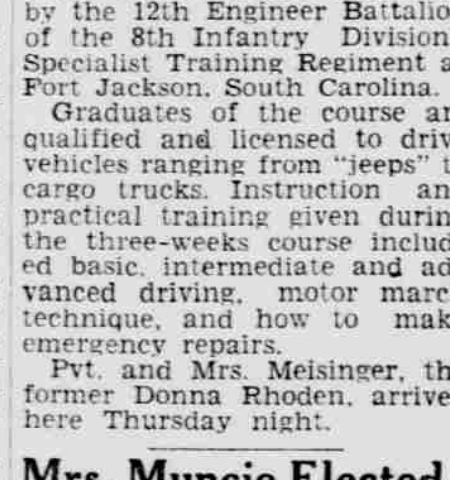 by the 12th Engineer Battalio
of the 8th Infantry Division
Specialist Training Regiment a
Fort Jackson, South Carolina.
Graduates of the course ar
qualified and licensed to driv
vehicles ranging from "jeeps" t
cargo trucks. Instruction an
practical training given durin
the three-weeks course includ
ed basic, intermediate and ad
vanced driving, motor marc
technique, and how to mak
emergency repairs.
Pvt. and Mrs. Meisinger, th
former Donna Rhoden, arrive
here Thursday night.
Mrs. Muncie Elected